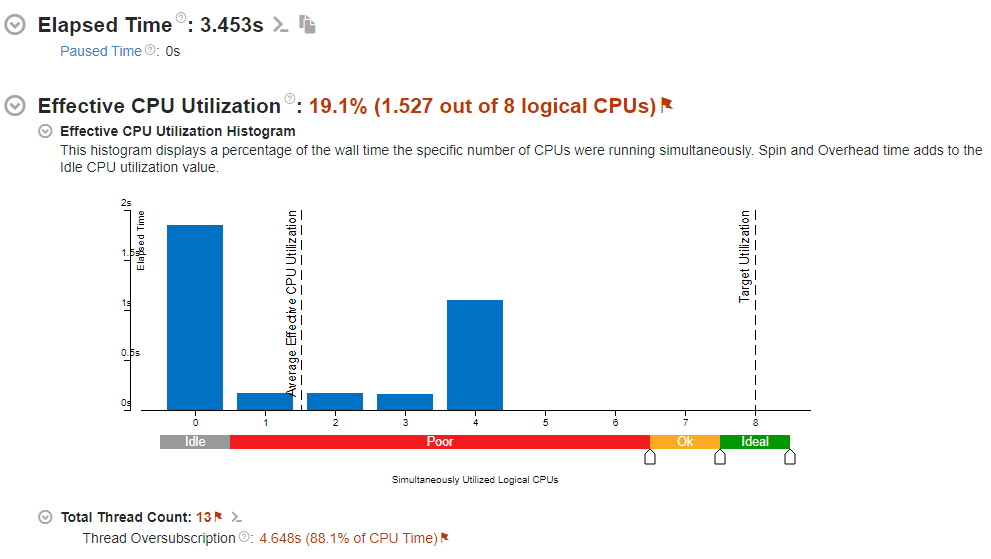 Elapsed Time ?: 3.453s
Paused Time ?: 0s
Effective CPU Utilization ?: 19.1% (1.527 out of 8 logical CPUs)
Effective CPU Utilization Histogram
This histogram displays a percentage of the wall time the specific number of CPUs were running simultaneously. Spin and Overhead time adds to the
Idle CPU utilization value.
2s
1.5s
1s
0.5s
0s
Elapsed Time
Average Effective CPU Utilization
Target Utilization
0 1 2 3 4 5 6 7 8
Idle Poor Ok Ideal
Simultaneously Utilized Logical CPUs
Total Thread Count: 13
Thread Oversubscription ?: 4.648s (88.1% of CPU Time)